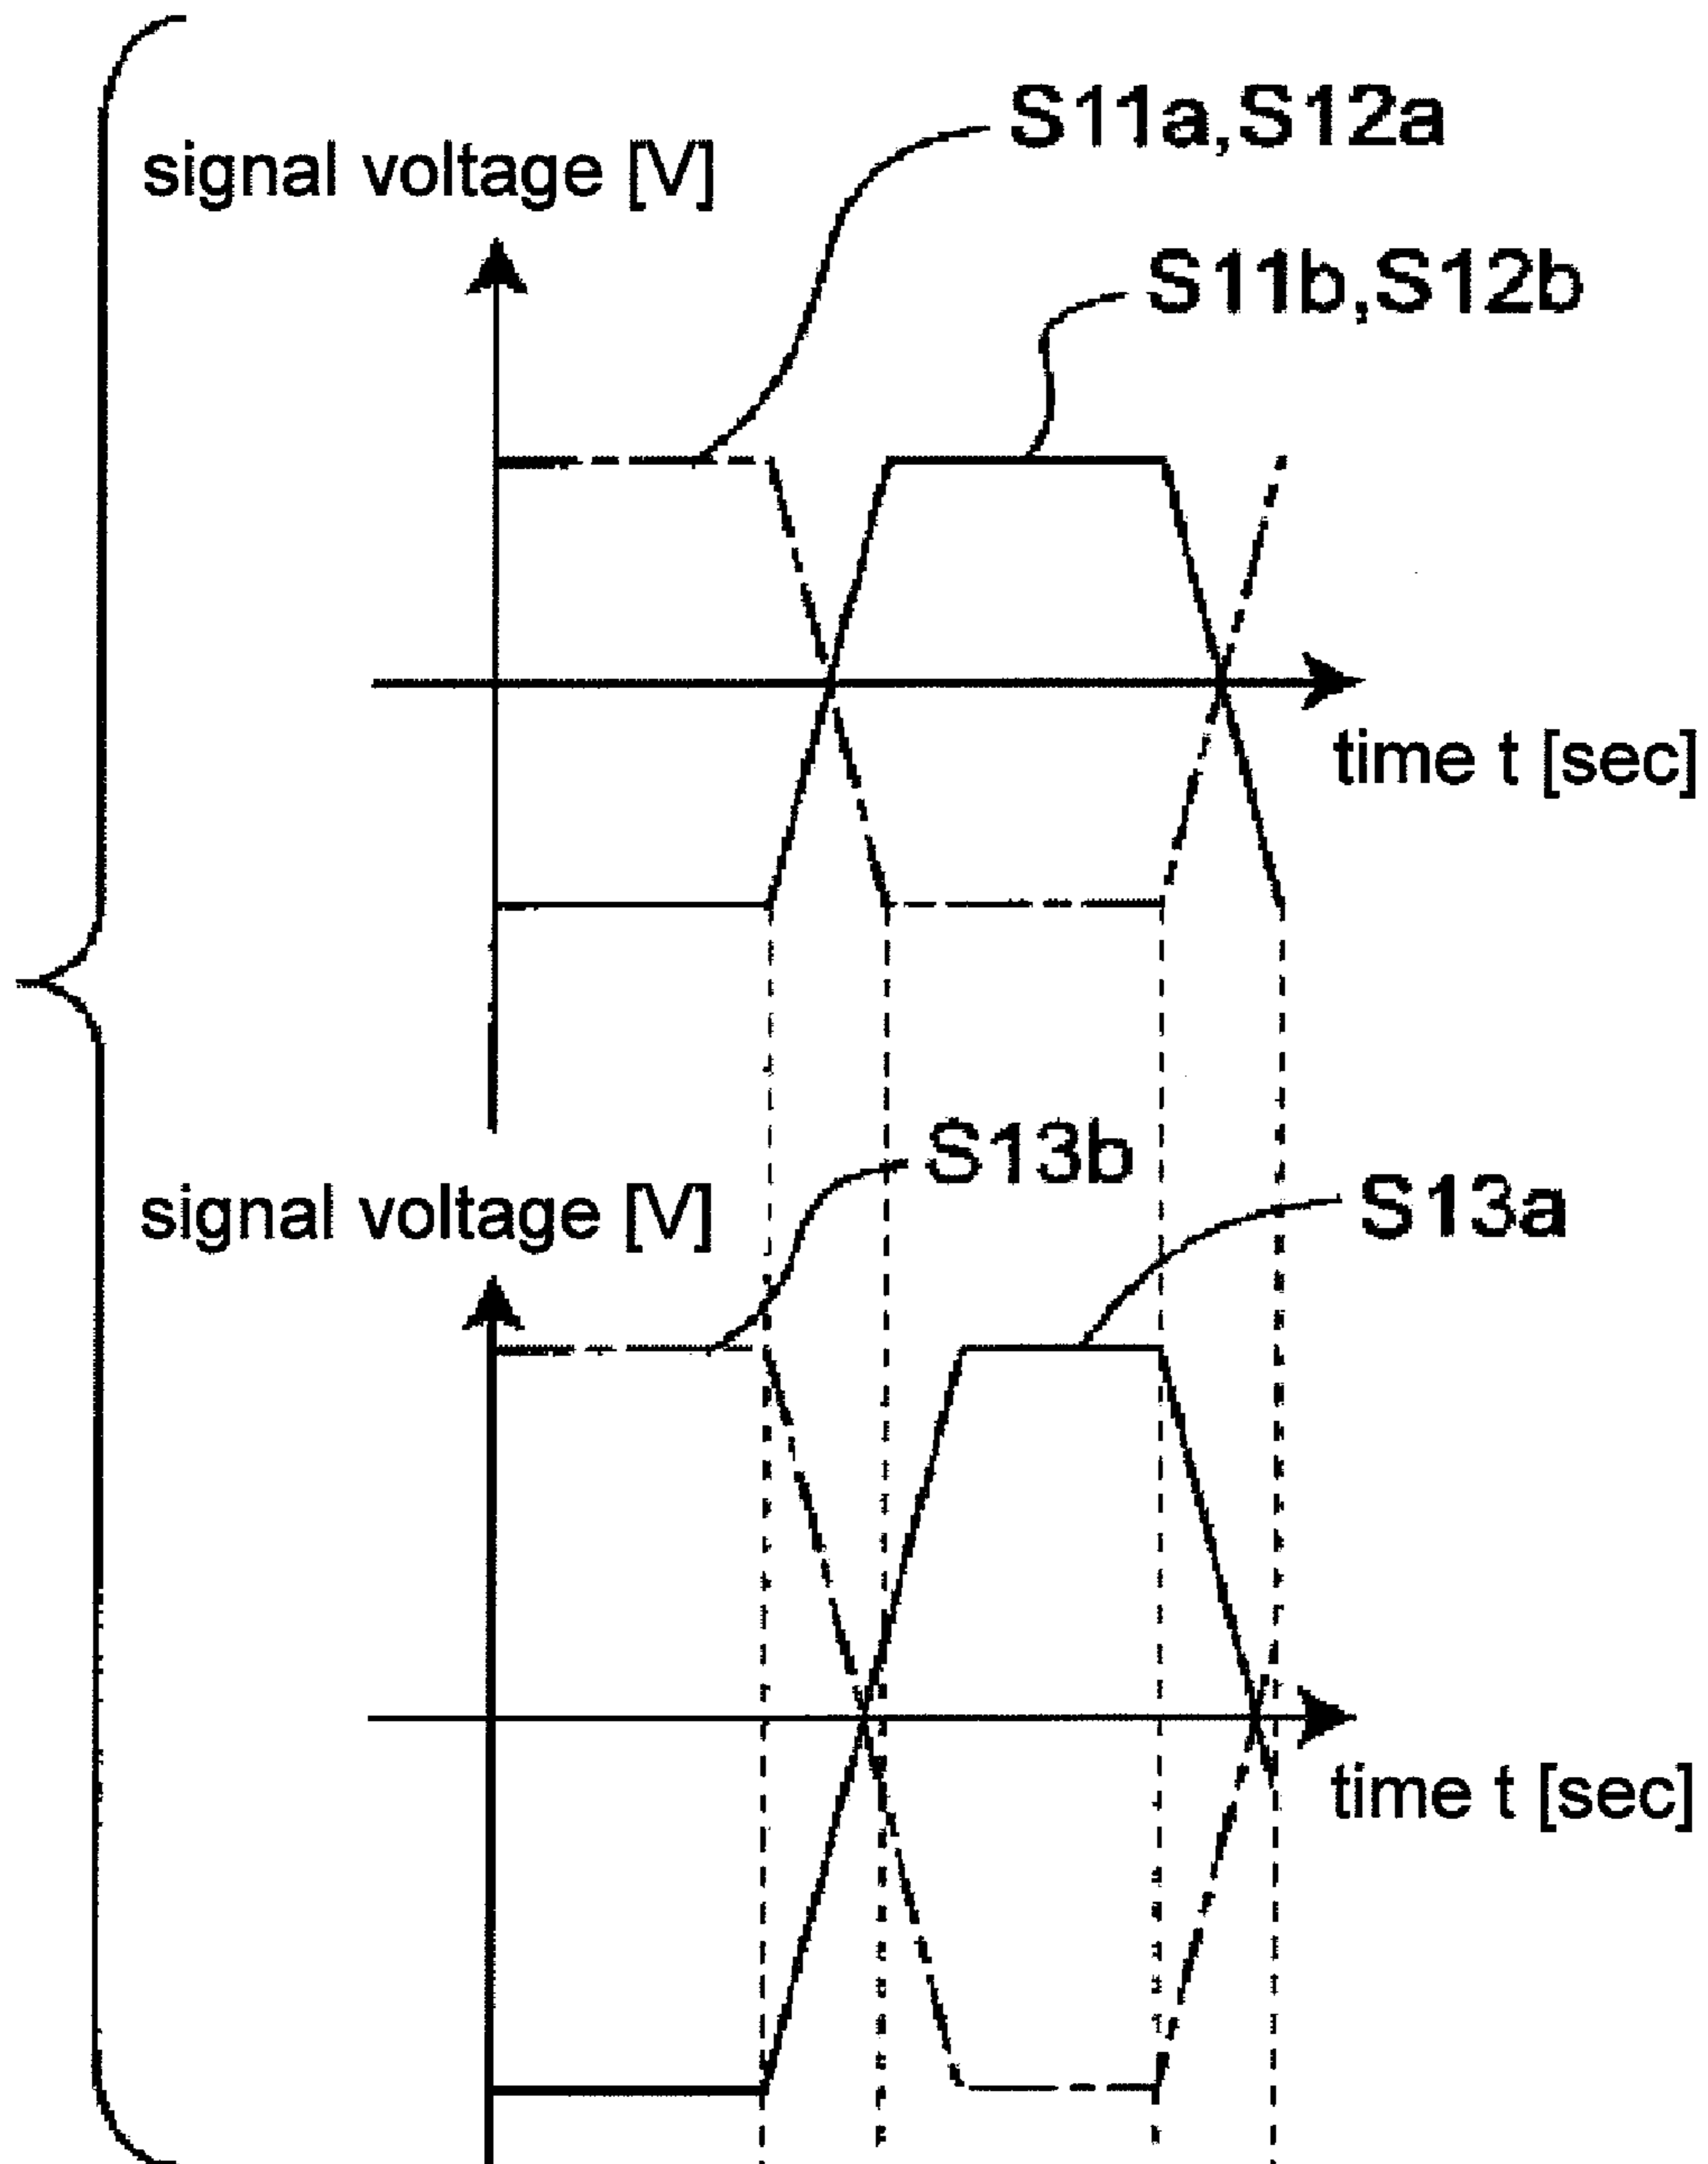 S11a,S12a
signal voltage [V]
S11b,S12b
time t [sec]
S13b
S13a
signal voltage [V]
time t [sec]